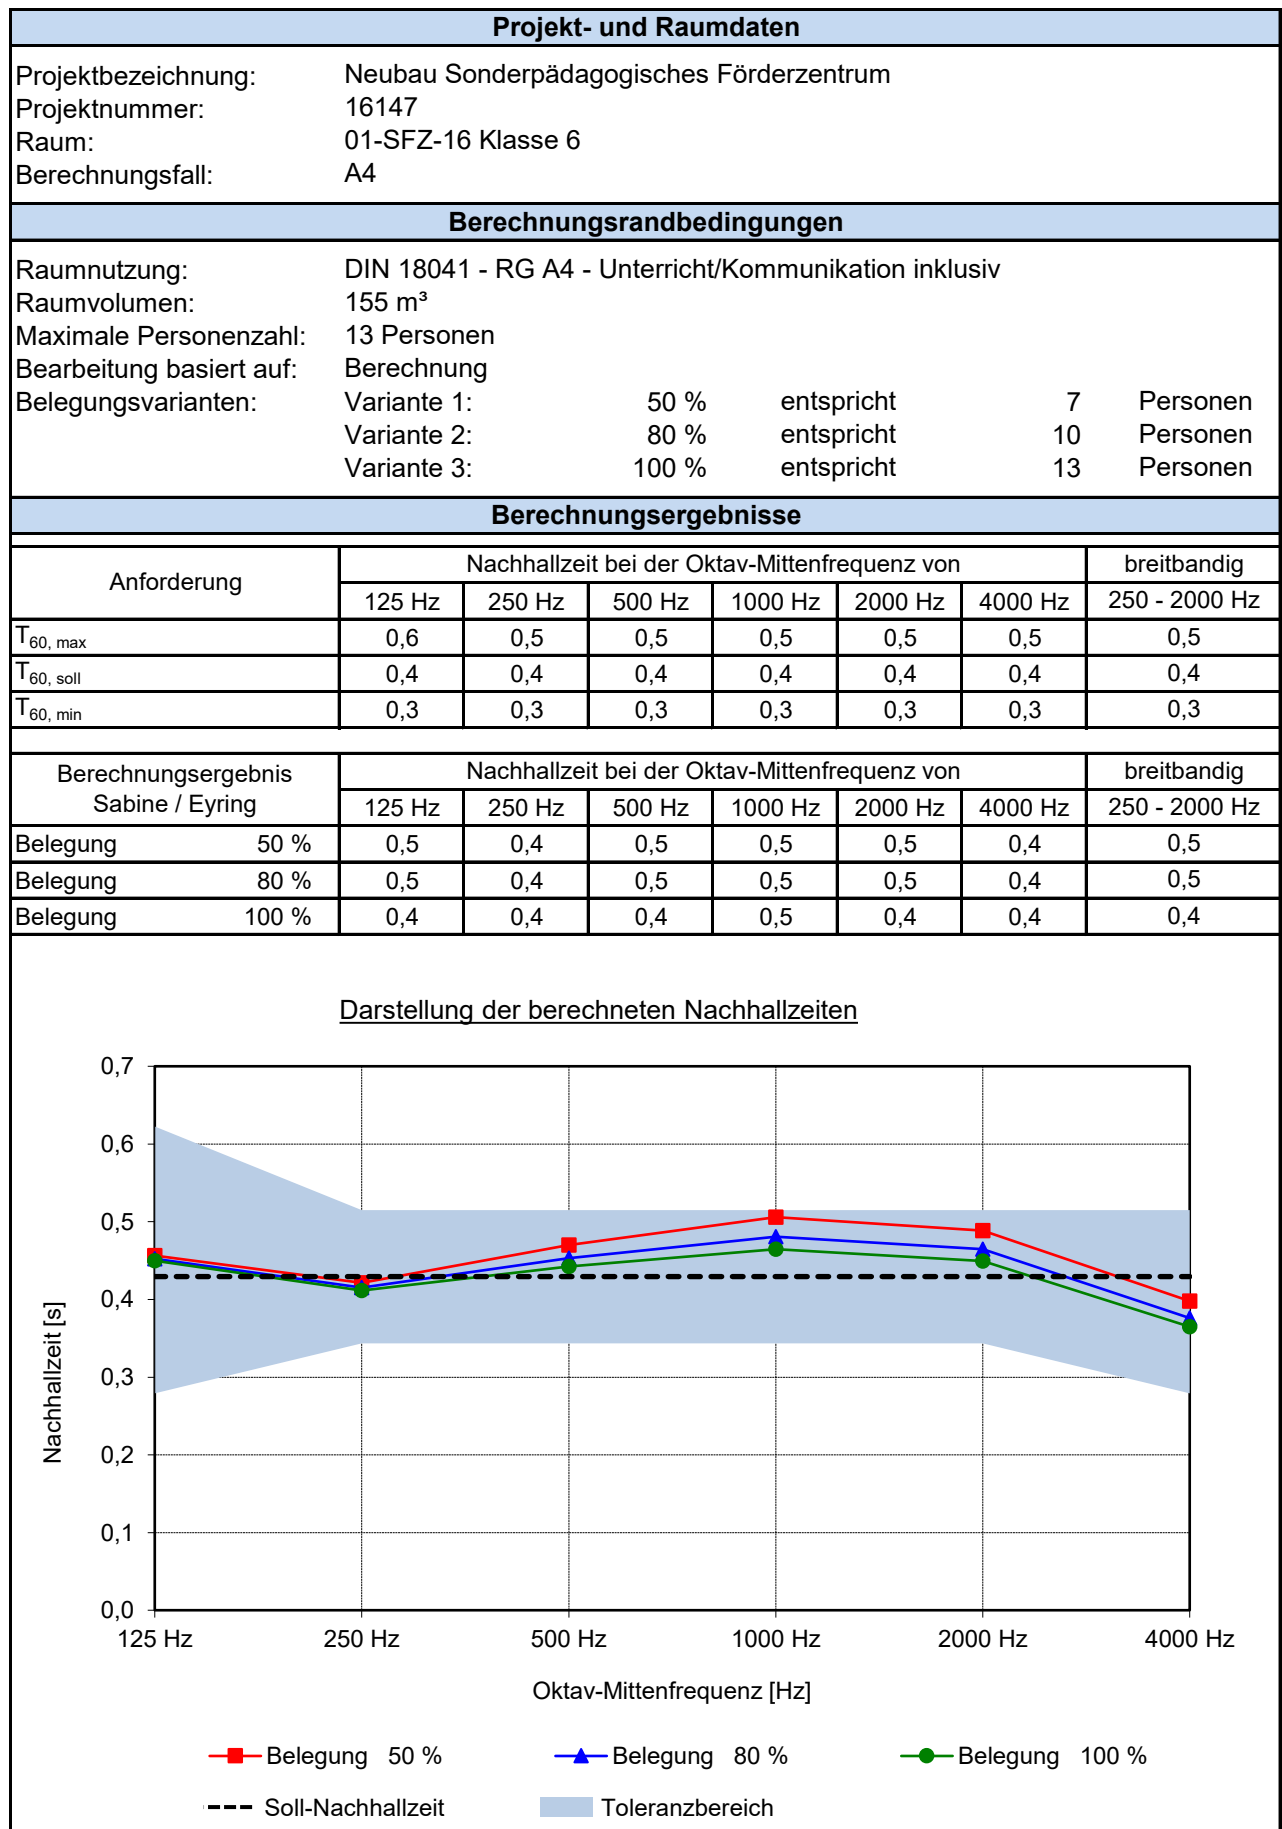 Projekt- und Raumdaten
Projektbezeichnung: Neubau Sonderpädagogisches Förderzentrum
Projektnummer: 16147
Raum: 01-SFZ-16 Klasse 6
Berechnungsfall: A4
Berechnungsrandbedingungen
Raumnutzung: DIN 18041 - RG A4 - Unterricht/Kommunikation inklusiv
Raumvolumen: 155 m³
Maximale Personenzahl: 13 Personen
Bearbeitung basiert auf: Berechnung
Belegungsvarianten: Variante 1: 50 % entspricht 7 Personen
Variante 2: 80 % entspricht 10 Personen
Variante 3: 100 % entspricht 13 Personen
Berechnungsergebnisse
Anforderung Nachhallzeit bei der Oktav-Mittenfrequenz von breitbandig
125 Hz 250 Hz 500 Hz 1000 Hz 2000 Hz 4000 Hz 250 - 2000 Hz
T60, max 0,6 0,5 0,5 0,5 0,5 0,5 0,5
T60, soll 0,4 0,4 0,4 0,4 0,4 0,4 0,4
T60, min 0,3 0,3 0,3 0,3 0,3 0,3 0,3
Berechnungsergebnis Nachhallzeit bei der Oktav-Mittenfrequenz von breitbandig
Sabine / Eyring 125 Hz 250 Hz 500 Hz 1000 Hz 2000 Hz 4000 Hz 250 - 2000 Hz
Belegung 50 % 0,5 0,4 0,5 0,5 0,5 0,4 0,5
Belegung 80 % 0,5 0,4 0,5 0,5 0,5 0,4 0,5
Belegung 100 % 0,4 0,4 0,4 0,5 0,4 0,4 0,4
Darstellung der berechneten Nachhallzeiten
0,7
0,6
0,5
0,4
0,3
0,2
0,1
0,0
Nachhallzeit [s]
125 Hz 250 Hz 500 Hz 1000 Hz 2000 Hz 4000 Hz
Oktav-Mittenfrequenz [Hz]
Belegung 50 % Belegung 80 % Belegung 100 %
Soll-Nachhallzeit Toleranzbereich